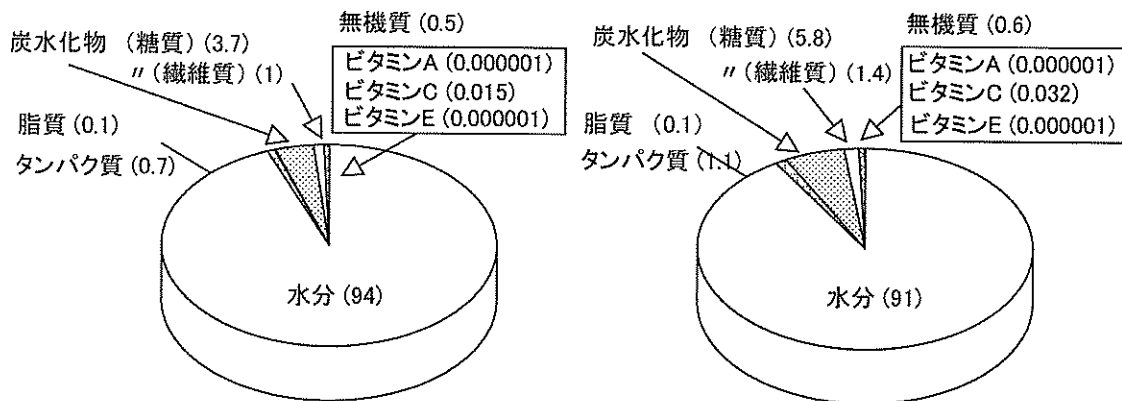 無機質 (0.5)
炭水化物 (糖質) (3.7)
〃(繊維質) (1)
ビタミンA (0.000001)
ビタミンC (0.015)
ビタミンE (0.000001)
脂質 (0.1)
タンパク質 (0.7)
水分 (94)
無機質 (0.6)
炭水化物 (糖質) (5.8)
〃(繊維質) (1.4)
ビタミンA (0.000001)
ビタミンC (0.032)
ビタミンE (0.000001)
脂質 (0.1)
タンパク質 (1.1)
水分 (91)